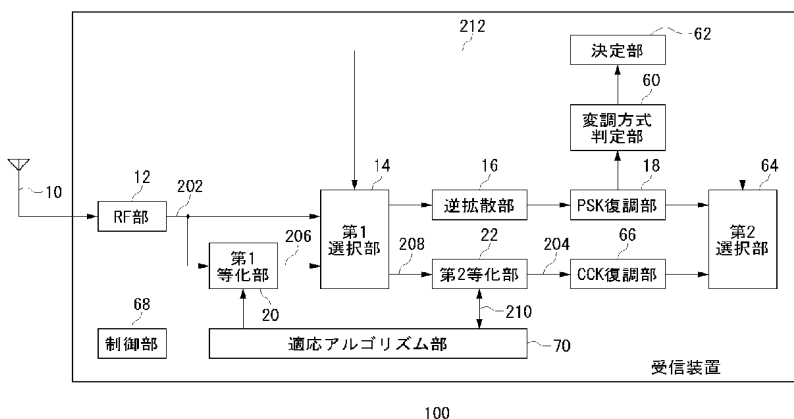 212
62
決定部
60
変調方式
判定部
10
12
202
RF部
14
16
18
64
第1
選択部
逆拡散部
PSK復調部
第2
選択部
206
第1
等化部
20
208
22
第2等化部
204
66
CCK復調部
210
68
制御部
適応アルゴリズム部
70
受信装置
100